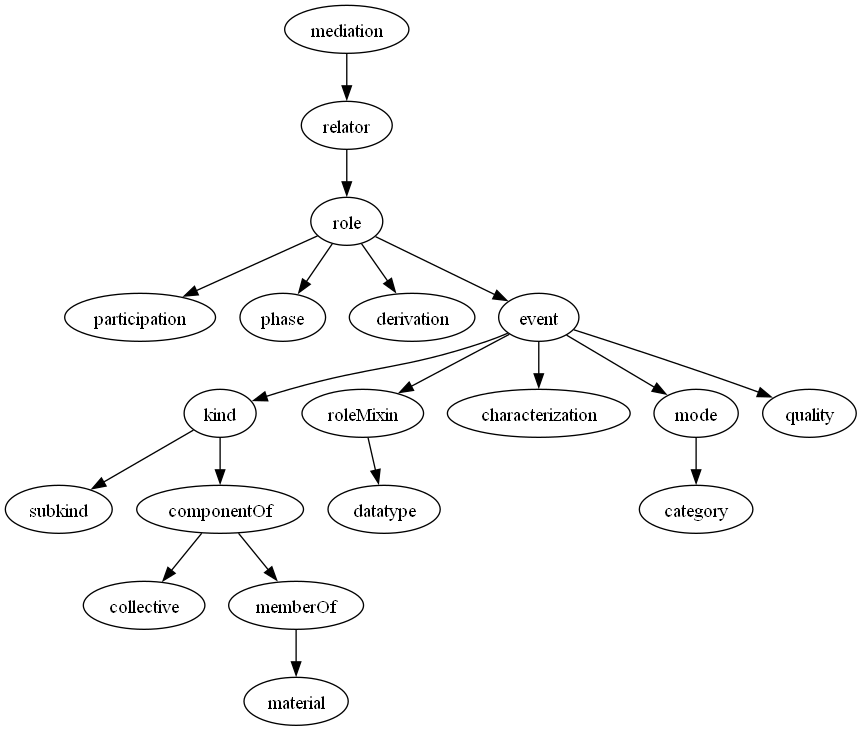 mediation
relator
role
participation
phase
derivation
event
kind
roleMixin
characterization
mode
quality
subkind
componentOf
datatype
category
collective
memberOf
material